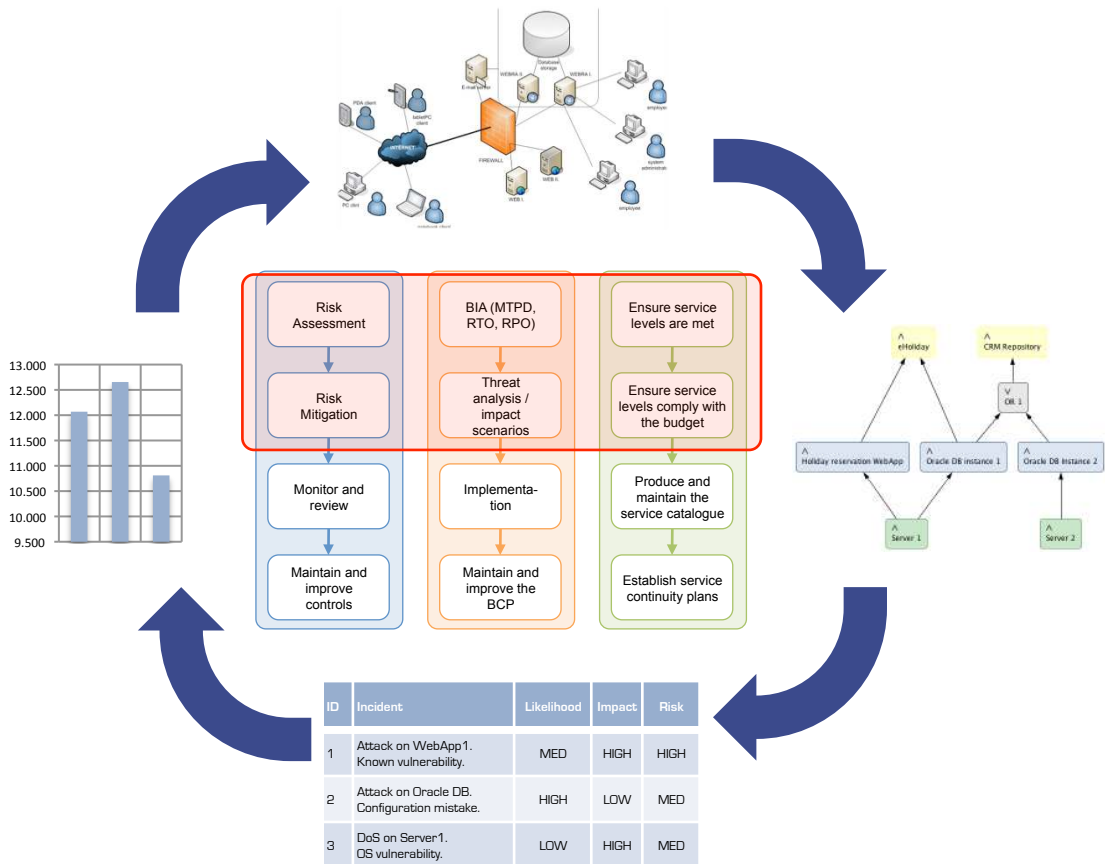 Database
storage
WEBRA II.
WEBRA I.
E-mail server
employee
PDA client
tabletPC
client
INTERNET
FIREWALL
system
administrator
WEB II.
WEB I.
PC client
employee
Risk
Assessment
BIA (MTPD,
RTO, RPO)
Ensure service
levels are met
Risk
Mitigation
Threat
analysis /
impact
scenarios
Ensure service
levels comply with
the budget
Monitor and
review
Implementa-
tion
Produce and
maintain the
service catalogue
Maintain and
improve
controls
Maintain and
improve the
BCP
Establish service
continuity plans
13.000
12.500
12.000
11.500
11.000
10.500
10.000
9.500
eHoliday
CRM Repository
OR 1
Holiday reservation WebApp
Oracle DB instance 1
Oracle DB Instance 2
Server 1
Server 2
ID Incident Likelihood Impact Risk
1 Attack on WebApp1. MED HIGH HIGH
Known vulnerability.
2 Attack on Oracle DB. HIGH LOW MED
Configuration mistake.
3 DoS on Server1. LOW HIGH MED
OS vulnerability.